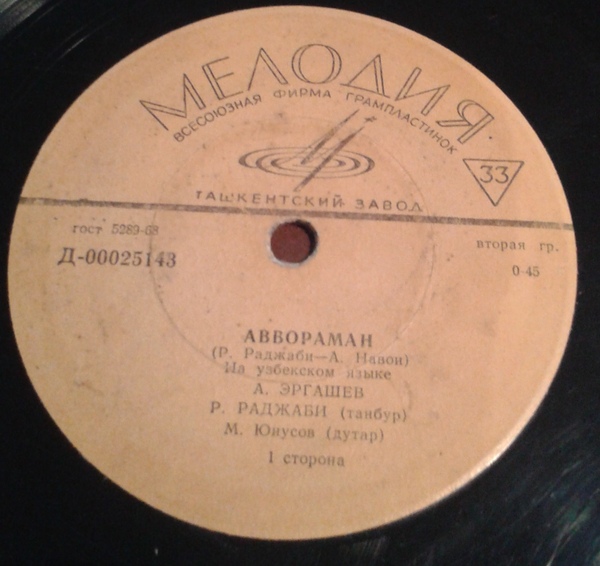 МЕЛОДИЯ
ВСЕСОЮЗНАЯ ФИРМА ГРАМПЛАСТИНОК
33
ТАШКЕНТСКИЙ ЗАВОД
гост 5289-68
Д-00025143
вторая гр.
0-45
АВВОРАМАН
(Р. Раджаби—А. Навои)
На узбекском языке
А. ЭРГАШЕВ
Р. РАДЖАБИ (танбур)
М. Юнусов (дутар)
1 сторона